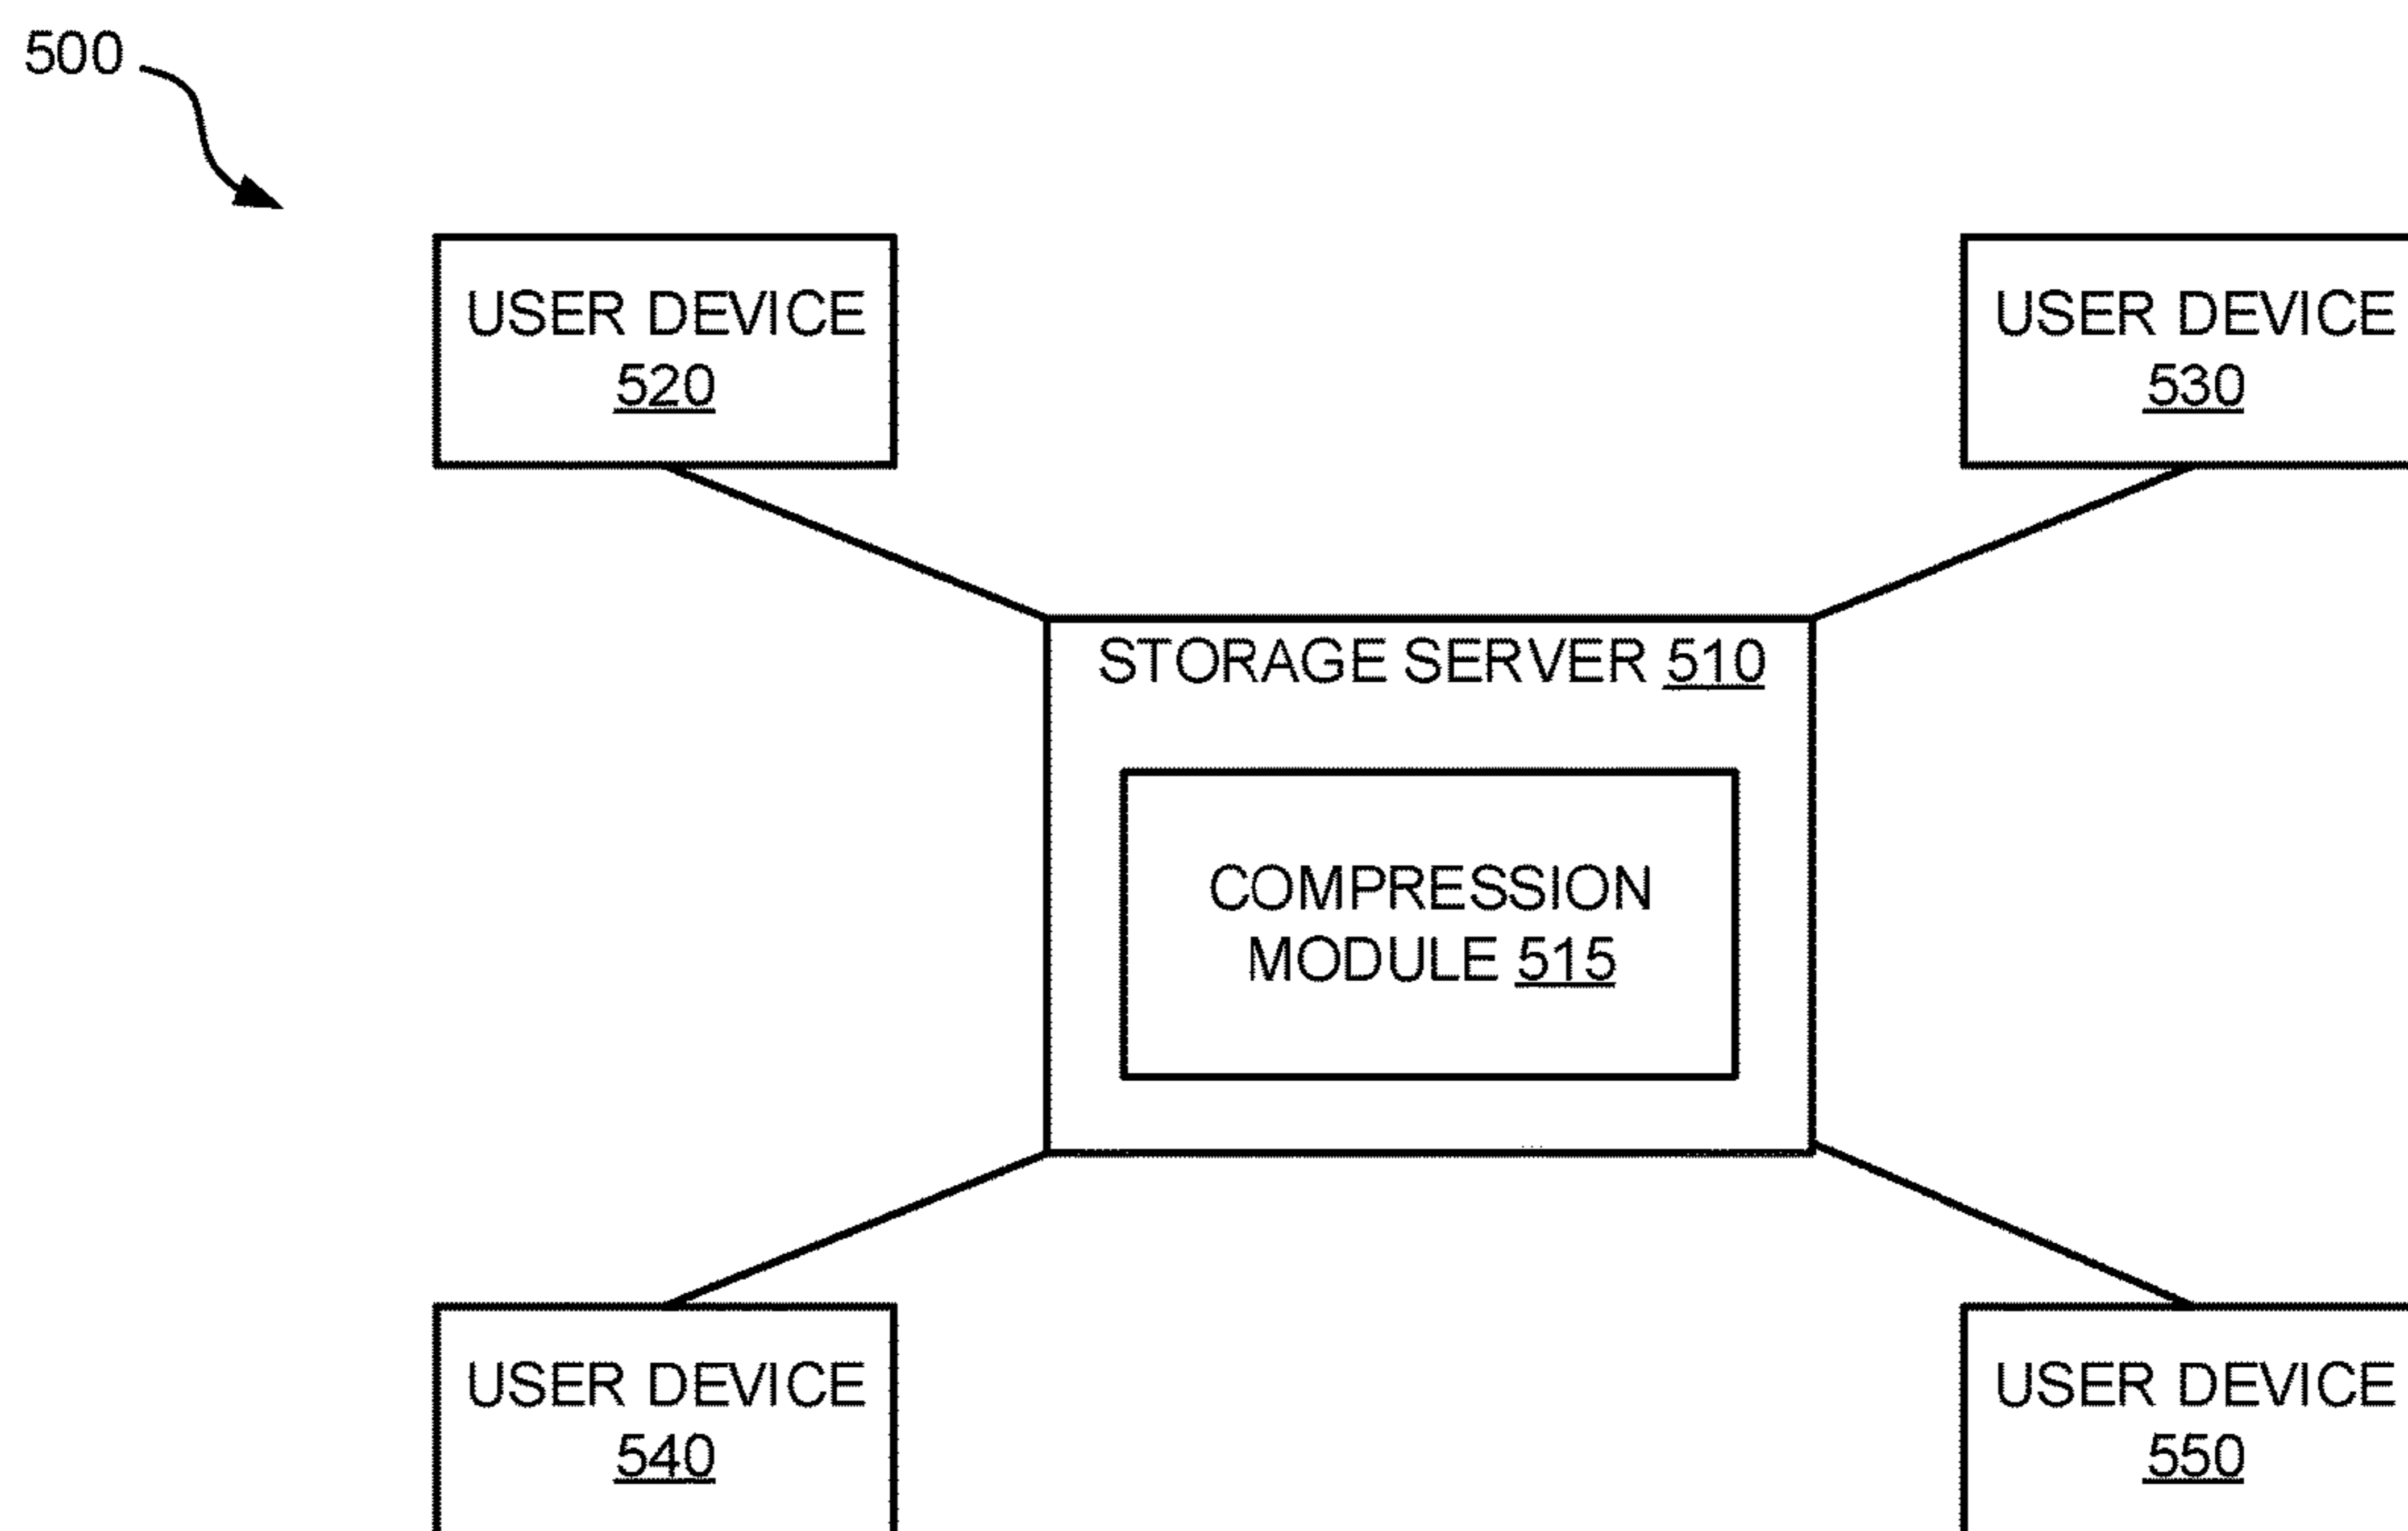 500
USER DEVICE
520
USER DEVICE
530
STORAGE SERVER 510
COMPRESSION
MODULE 515
USER DEVICE
540
USER DEVICE
550